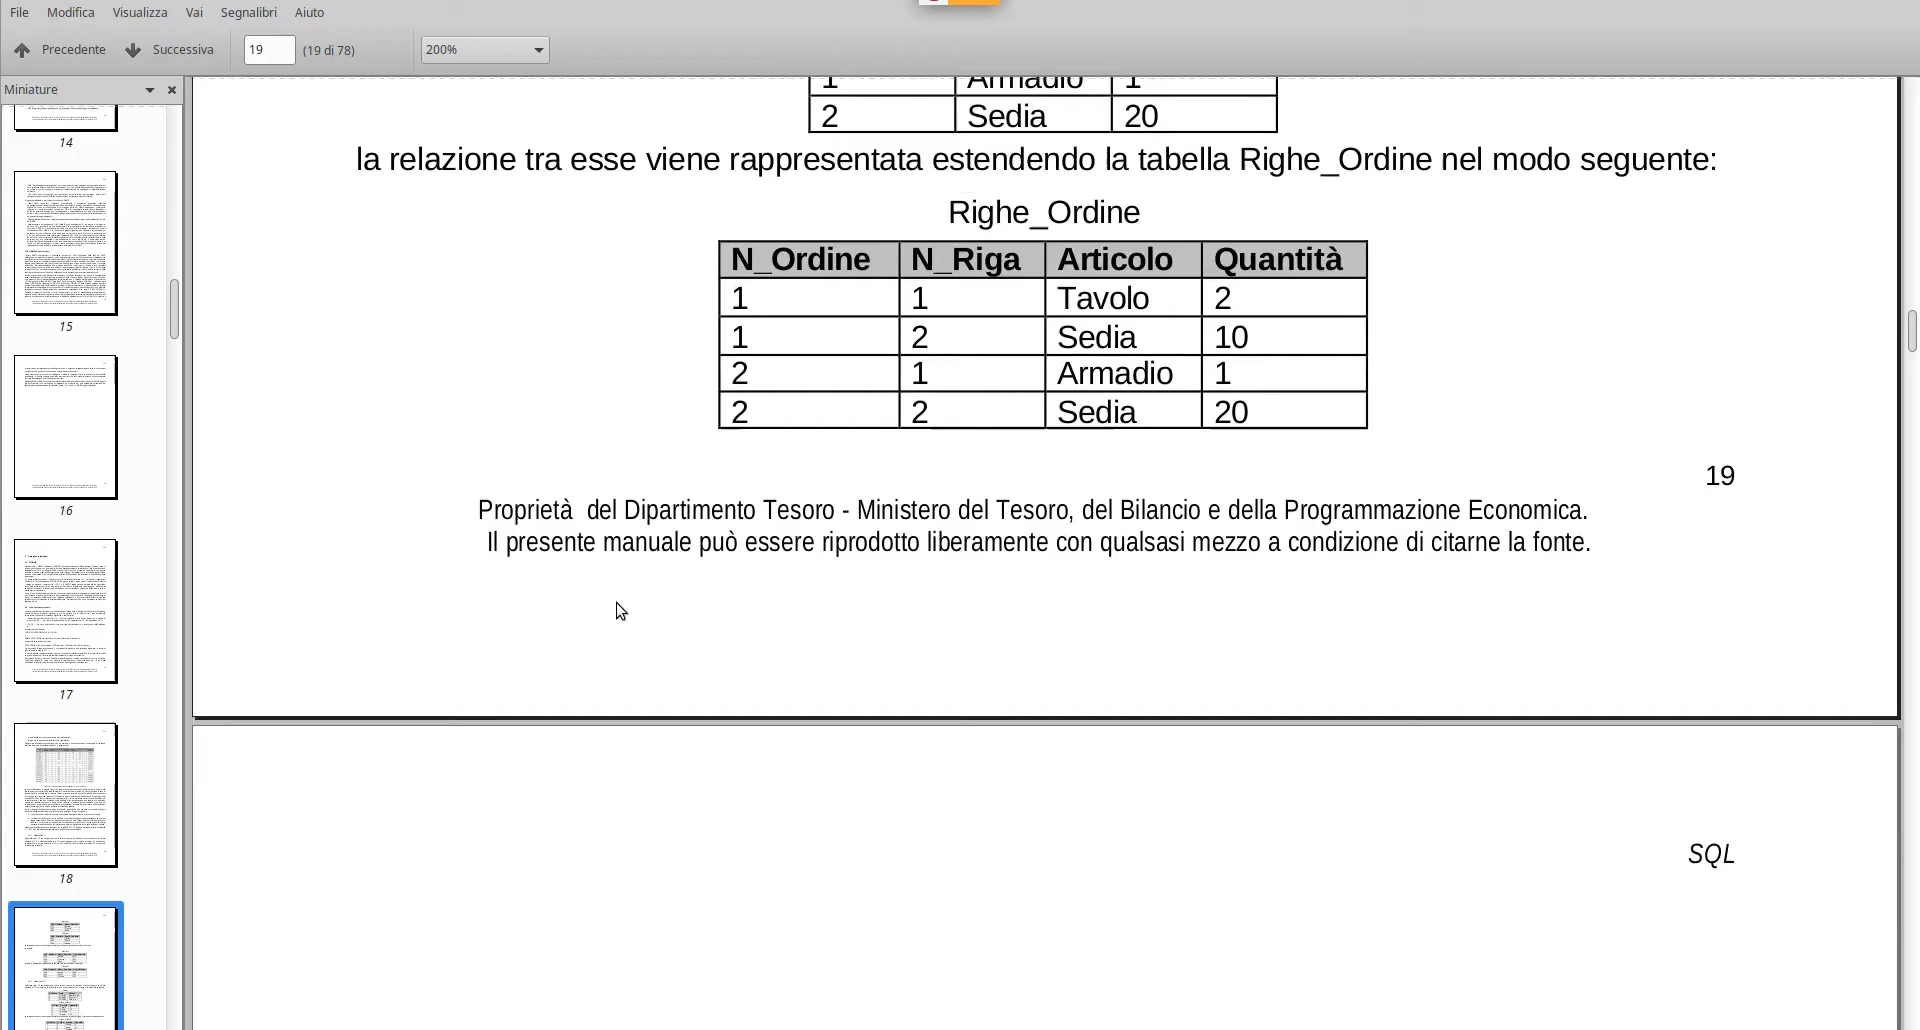 File Modifica Visualizza Vai Segnalibri Aiuto
Precedente Successiva 19 (19 di 78) 200%
Miniature
14
15
16
17
18
1 Armadio 1
2 Sedia 20
la relazione tra esse viene rappresentata estendendo la tabella Righe_Ordine nel modo seguente:
Righe_Ordine
N_Ordine N_Riga Articolo Quantità
1 1 Tavolo 2
1 2 Sedia 10
2 1 Armadio 1
2 2 Sedia 20
19
Proprietà del Dipartimento Tesoro - Ministero del Tesoro, del Bilancio e della Programmazione Economica.
Il presente manuale può essere riprodotto liberamente con qualsasi mezzo a condizione di citarne la fonte.
SQL